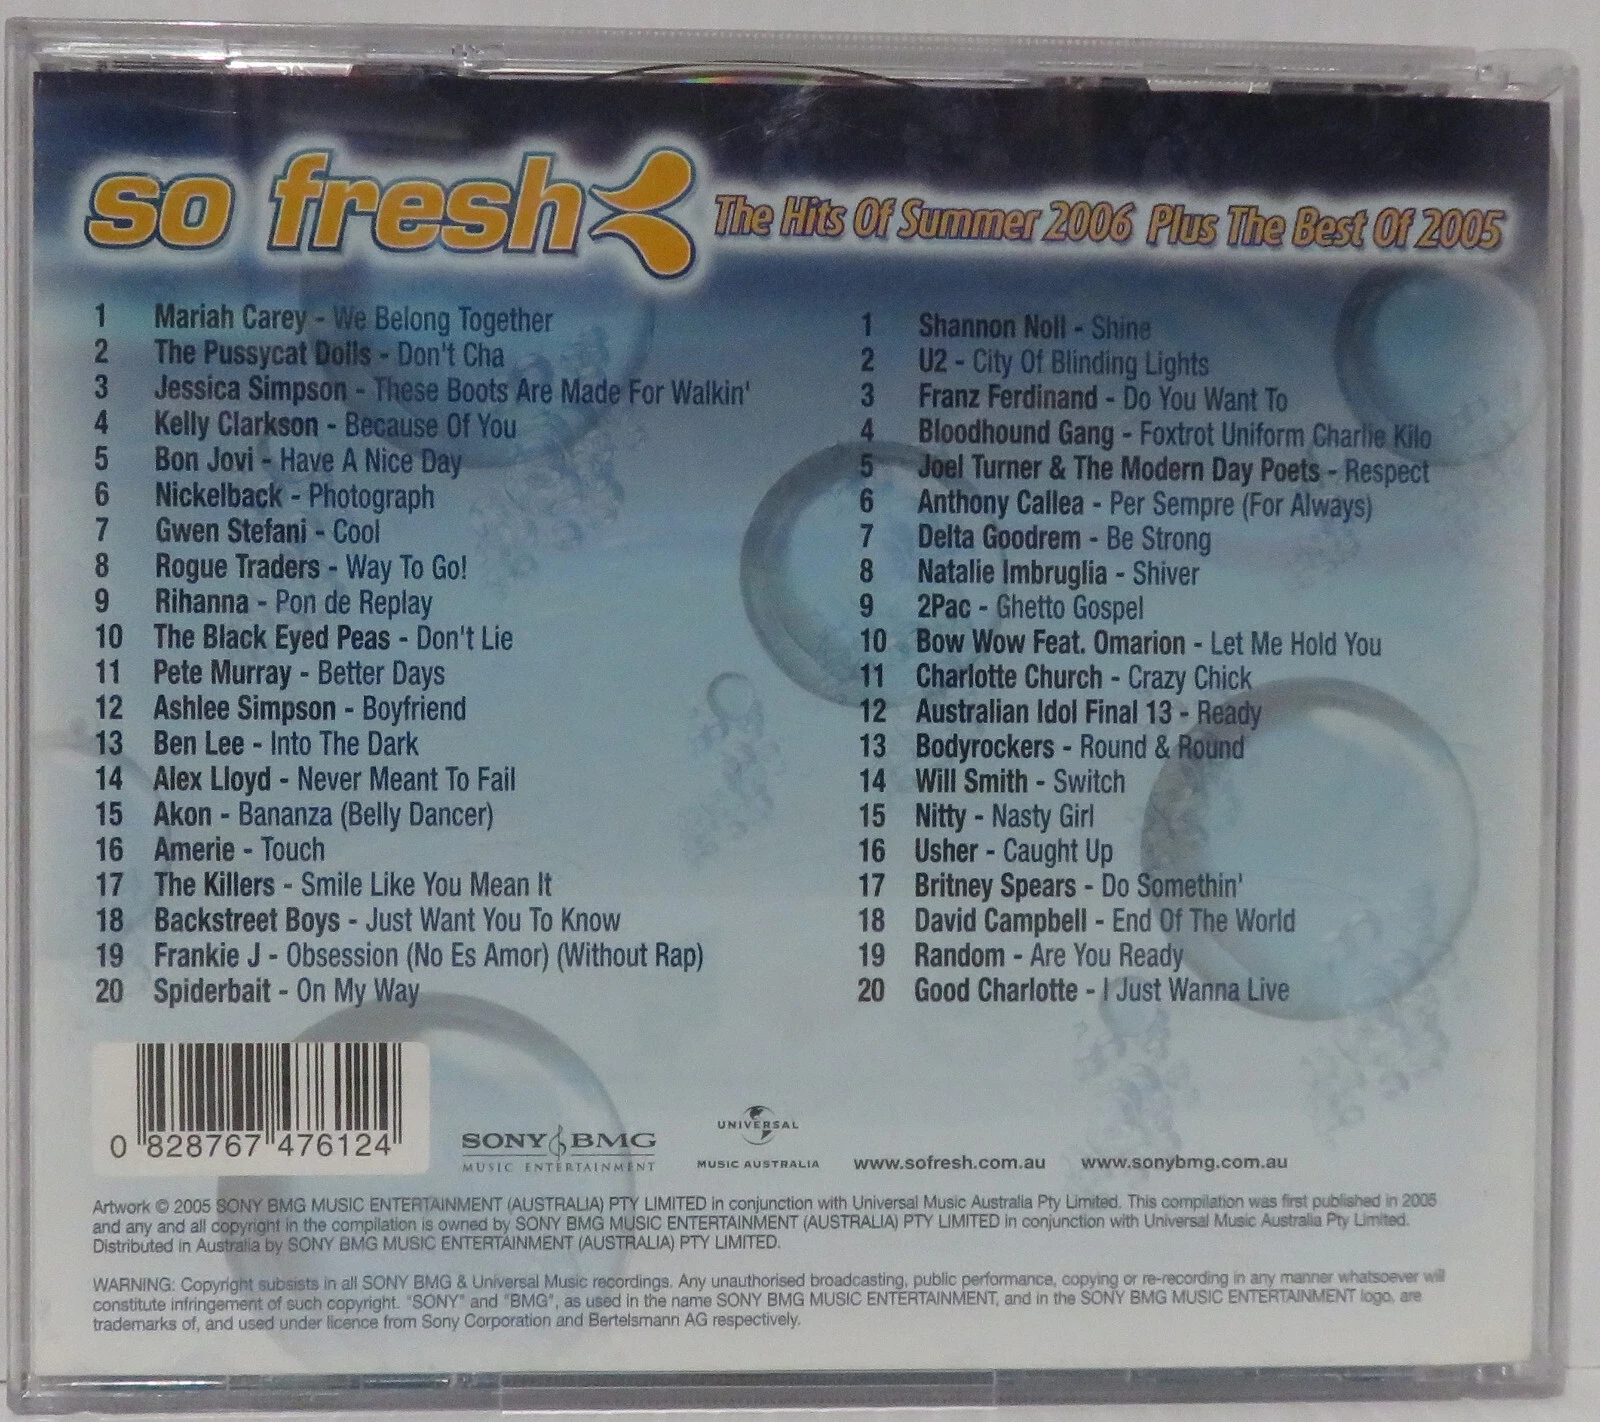 so fresh The Hits Of Summer 2006 Plus The Best Of 2005
1 Mariah Carey - We Belong Together
2 The Pussycat Dolls - Don't Cha
3 Jessica Simpson - These Boots Are Made For Walkin'
4 Kelly Clarkson - Because Of You
5 Bon Jovi - Have A Nice Day
6 Nickelback - Photograph
7 Gwen Stefani - Cool
8 Rogue Traders - Way To Go!
9 Rihanna - Pon de Replay
10 The Black Eyed Peas - Don't Lie
11 Pete Murray - Better Days
12 Ashlee Simpson - Boyfriend
13 Ben Lee - Into The Dark
14 Alex Lloyd - Never Meant To Fail
15 Akon - Bananza (Belly Dancer)
16 Amerie - Touch
17 The Killers - Smile Like You Mean It
18 Backstreet Boys - Just Want You To Know
19 Frankie J - Obsession (No Es Amor) (Without Rap)
20 Spiderbait - On My Way
1 Shannon Noll - Shine
2 U2 - City Of Blinding Lights
3 Franz Ferdinand - Do You Want To
4 Bloodhound Gang - Foxtrot Uniform Charlie Kilo
5 Joel Turner & The Modern Day Poets - Respect
6 Anthony Callea - Per Sempre (For Always)
7 Delta Goodrem - Be Strong
8 Natalie Imbruglia - Shiver
9 2Pac - Ghetto Gospel
10 Bow Wow Feat. Omarion - Let Me Hold You
11 Charlotte Church - Crazy Chick
12 Australian Idol Final 13 - Ready
13 Bodyrockers - Round & Round
14 Will Smith - Switch
15 Nitty - Nasty Girl
16 Usher - Caught Up
17 Britney Spears - Do Somethin'
18 David Campbell - End Of The World
19 Random - Are You Ready
20 Good Charlotte - I Just Wanna Live
0 828767 476124
SONY BMG
MUSIC ENTERTAINMENT
UNIVERSAL
MUSIC AUSTRALIA
www.sofresh.com.au www.sonybmg.com.au
Artwork © 2005 SONY BMG MUSIC ENTERTAINMENT (AUSTRALIA) PTY LIMITED in conjunction with Universal Music Australia Pty Limited. This compilation was first published in 2005
and any and all copyright in the compilation is owned by SONY BMG MUSIC ENTERTAINMENT (AUSTRALIA) PTY LIMITED in conjunction with Universal Music Australia Pty Limited.
Distributed in Australia by SONY BMG MUSIC ENTERTAINMENT (AUSTRALIA) PTY LIMITED.
WARNING: Copyright subsists in all SONY BMG & Universal Music recordings. Any unauthorised broadcasting, public performance, copying or re-recording in any manner whatsoever will
constitute infringement of such copyright. "SONY" and "BMG", as used in the name SONY BMG MUSIC ENTERTAINMENT, and in the SONY BMG MUSIC ENTERTAINMENT logo, are
trademarks of, and used under licence from Sony Corporation and Bertelsmann AG respectively.